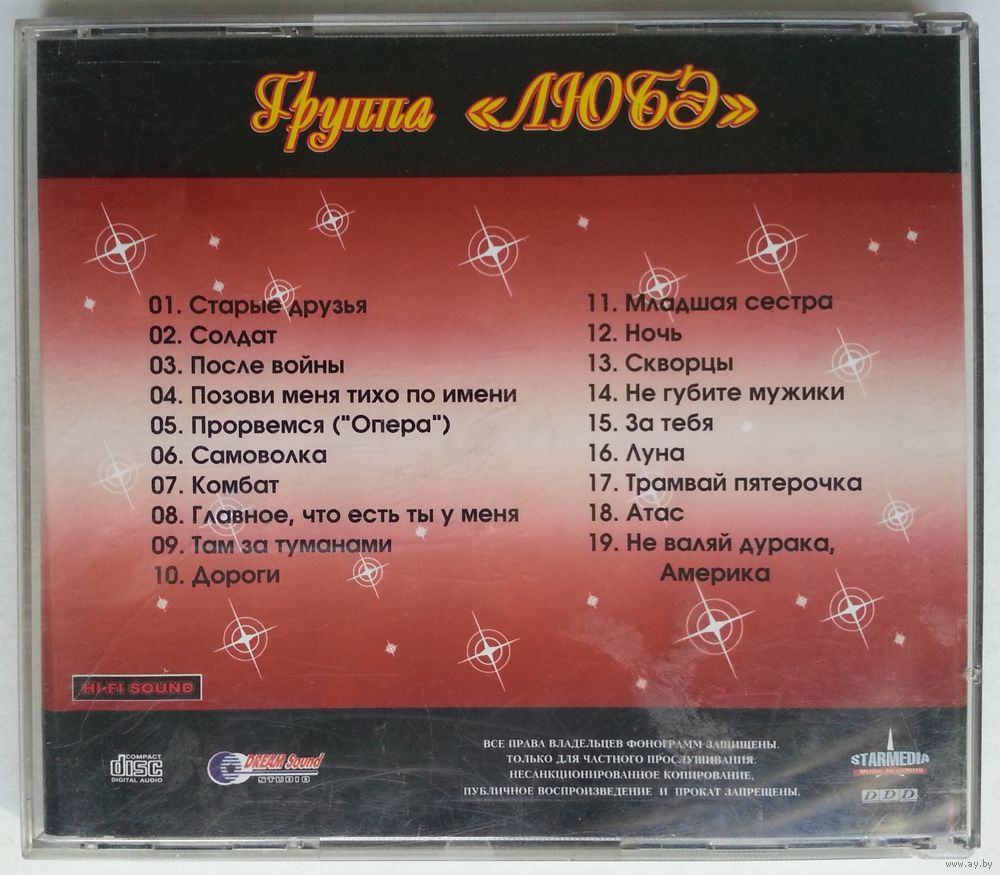 Группа «ЛЮБЭ»
01. Старые друзья
02. Солдат
03. После войны
04. Позови меня тихо по имени
05. Прорвемся ("Опера")
06. Самоволка
07. Комбат
08. Главное, что есть ты у меня
09. Там за туманами
10. Дороги
11. Младшая сестра
12. Ночь
13. Скворцы
14. Не губите мужики
15. За тебя
16. Луна
17. Трамвай пятерочка
18. Атас
19. Не валяй дурака,
Америка
HI-FI SOUND
COMPACT
disc
DIGITAL AUDIO
DREAM Sound
STUDIO
ВСЕ ПРАВА ВЛАДЕЛЬЦЕВ ФОНОГРАММ ЗАЩИЩЕНЫ.
ТОЛЬКО ДЛЯ ЧАСТНОГО ПРОСЛУШИВАНИЯ.
НЕСАНКЦИОНИРОВАННОЕ КОПИРОВАНИЕ,
ПУБЛИЧНОЕ ВОСПРОИЗВЕДЕНИЕ И ПРОКАТ ЗАПРЕЩЕНЫ.
STARMEDIA
MUSIC RECORDS
DDD
www.ay.by